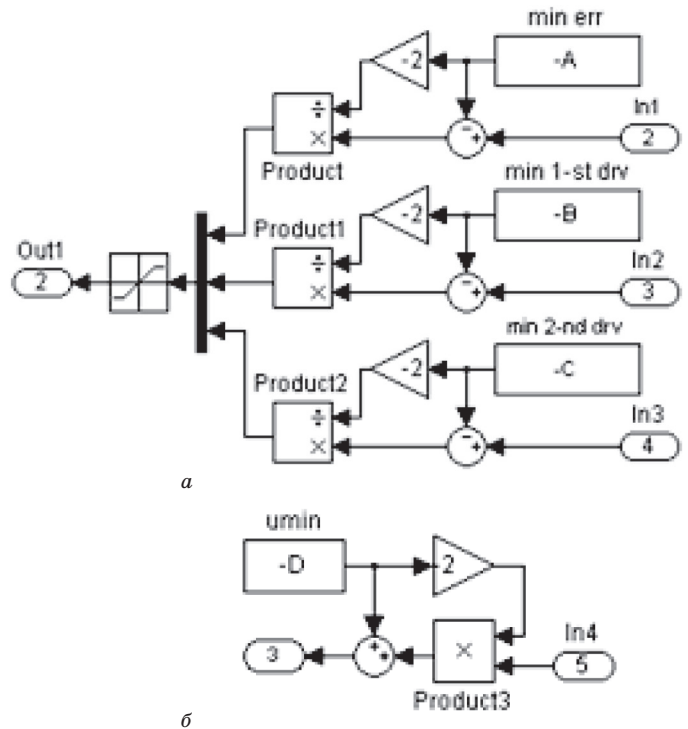 min err
-A
-2
In1
2
÷
×
-
+
Product
min 1-st drv
-B
-2
Product1
Out1
2
In2
3
÷
×
-
+
min 2-nd drv
-C
-2
Product2
In3
4
÷
×
-
+
а
umin
-D
2
In4
5
3
+
×
Product3
б